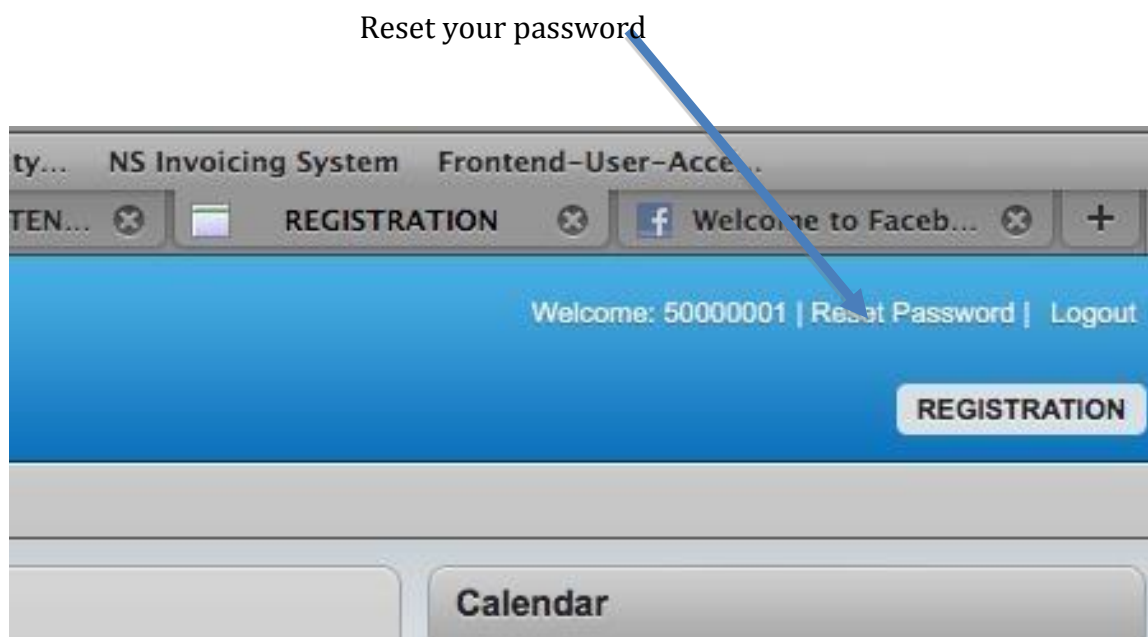 Reset your password
ty... NS Invoicing System Frontend-User-Acce...
TEN... REGISTRATION Welcome to Faceb... +
Welcome: 50000001 | Reset Password | Logout
REGISTRATION
Calendar